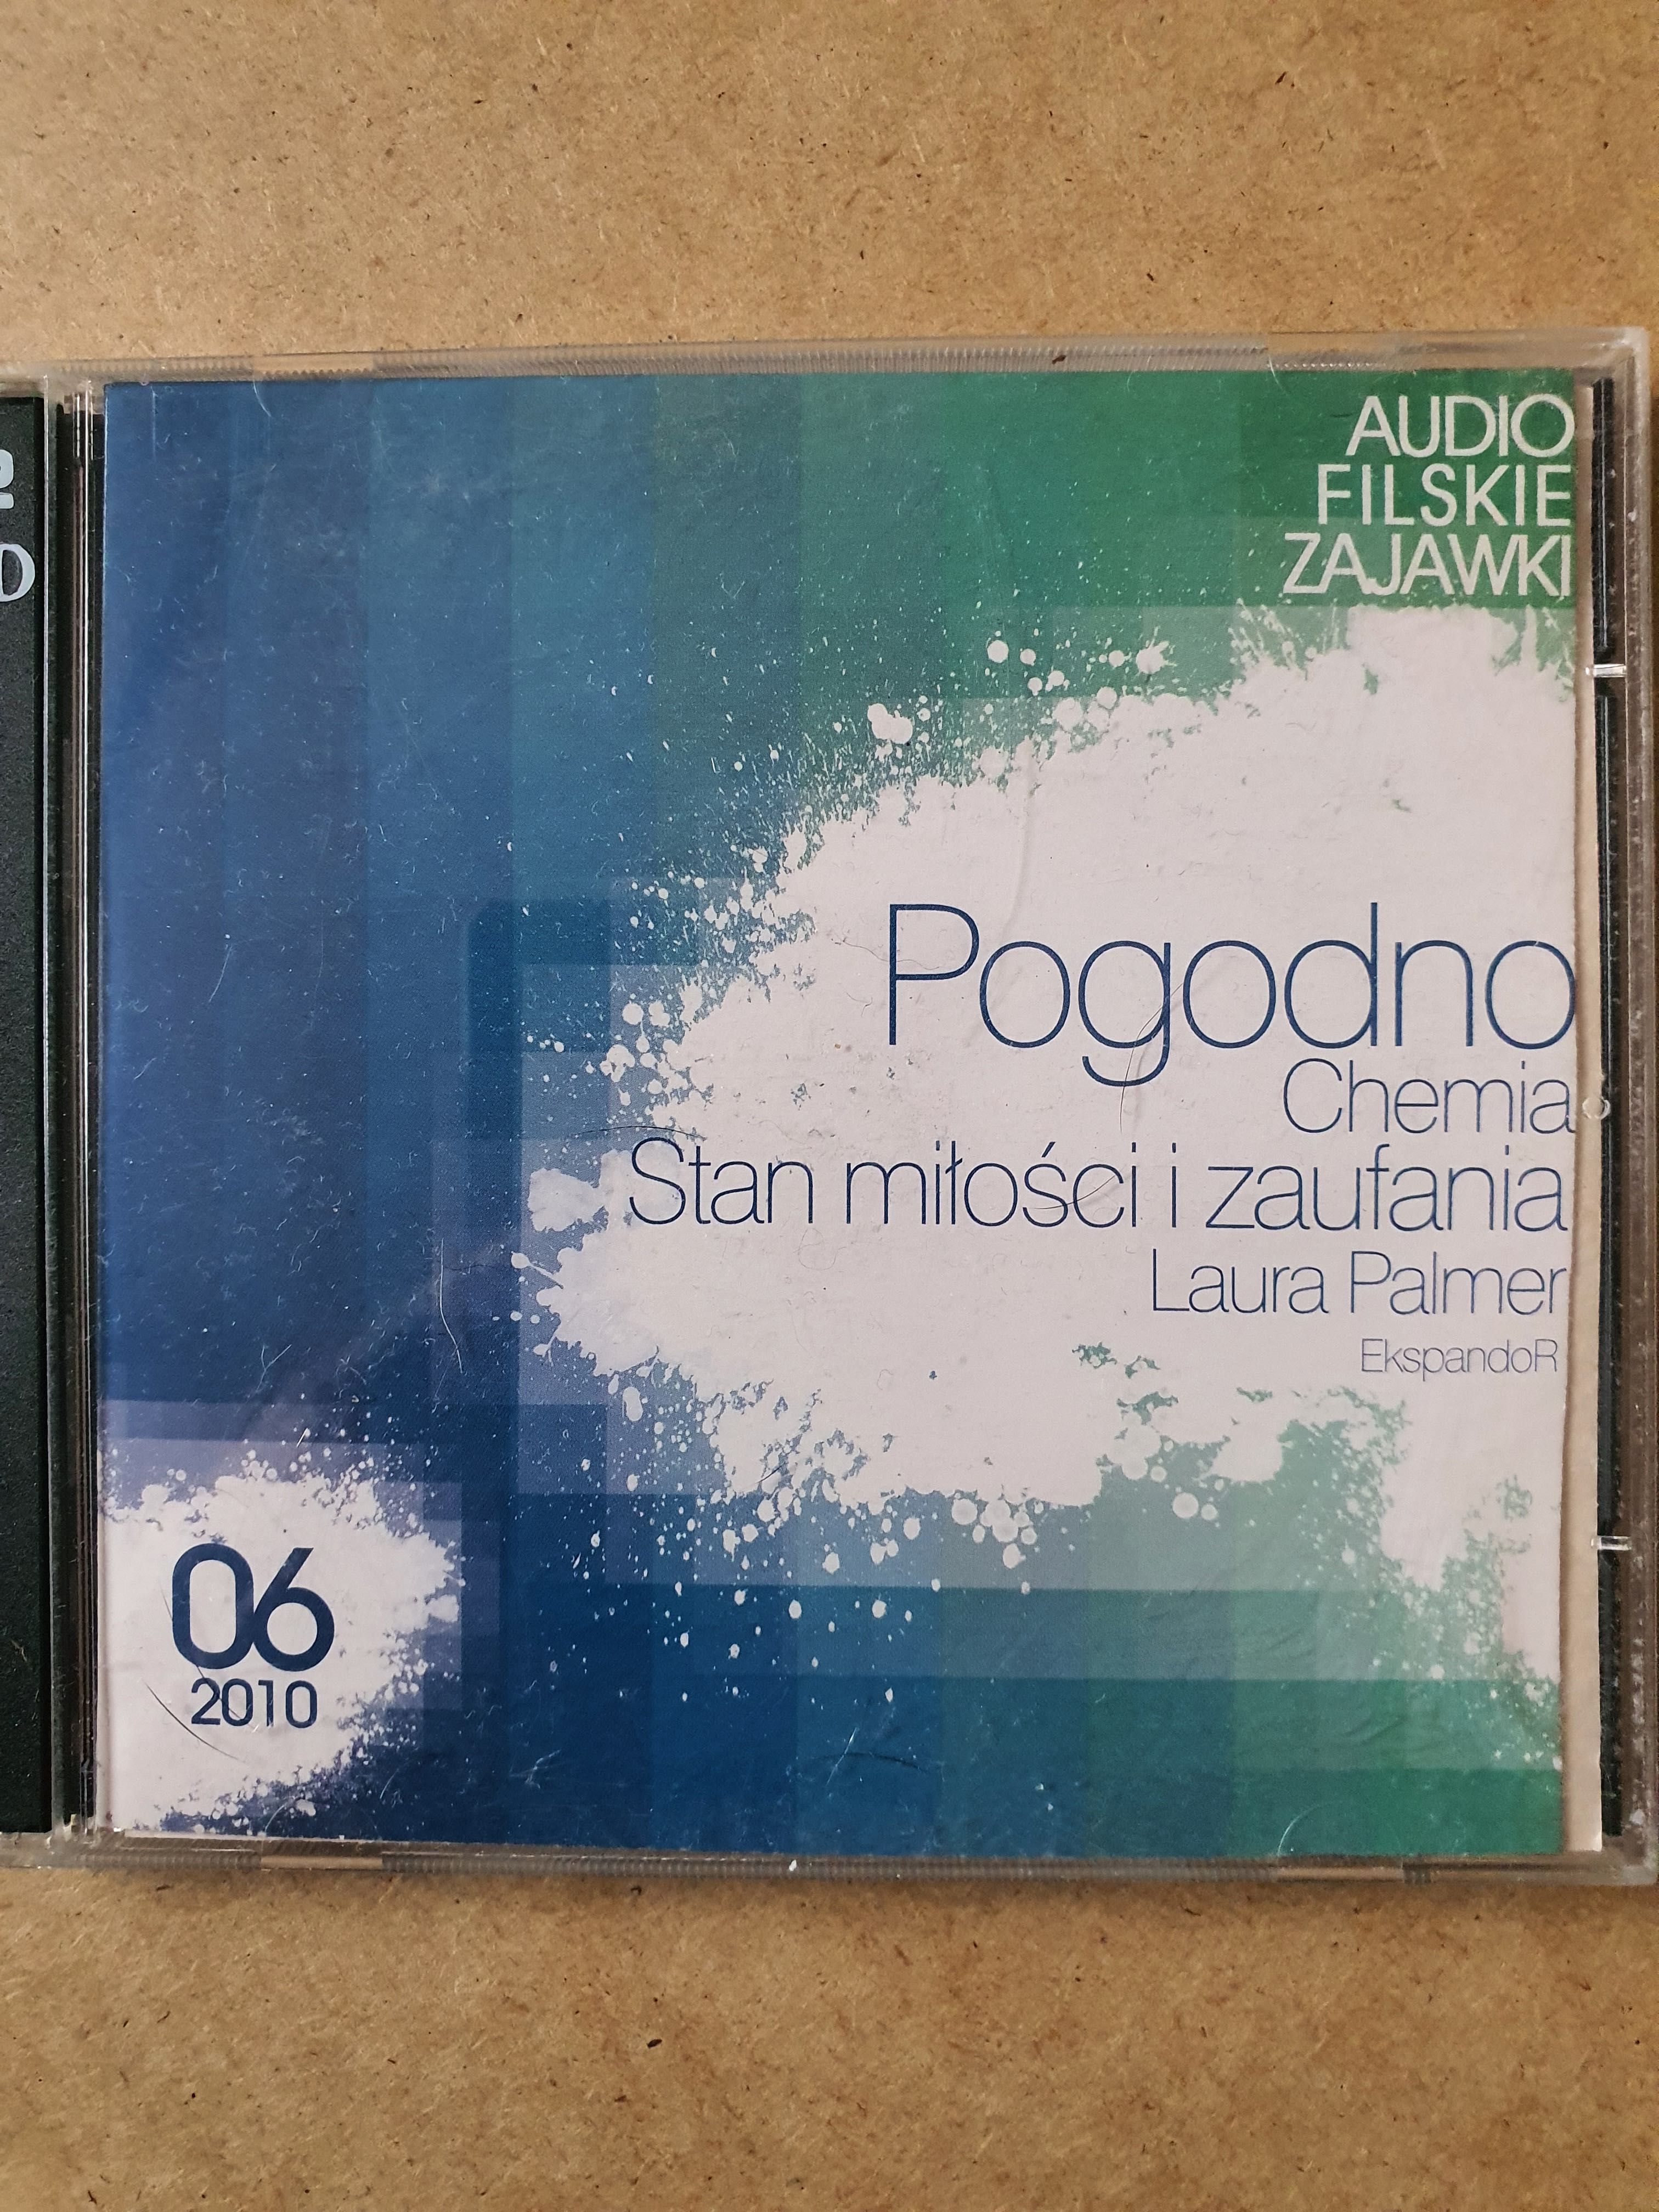 AUDIO
FILSKIE
ZAJAWKI
Pogodno
Chemia
Stan miłości i zaufania
Laura Palmer
EkspandoR
06
2010